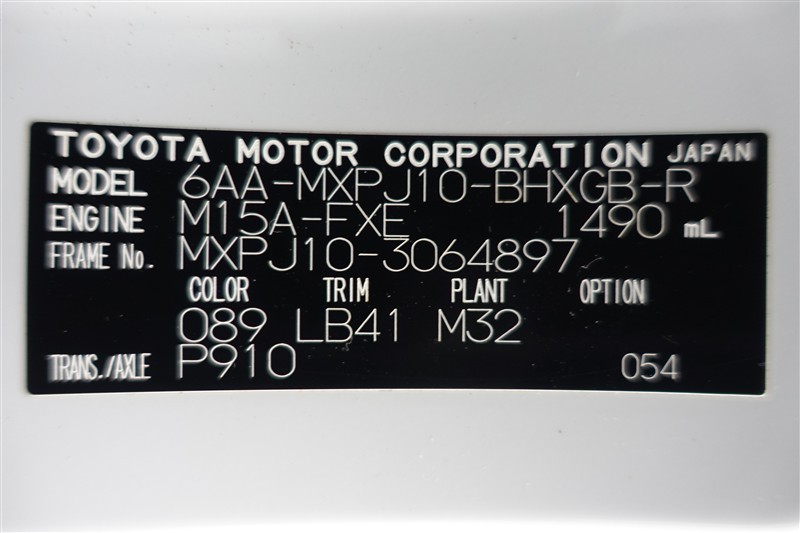 TOYOTA MOTOR CORPORATION JAPAN
MODEL 6AA-MXPJ10-BHXGB-R
ENGINE M15A-FXE 1490 mL
FRAME No. MXPJ10-3064897
COLOR TRIM PLANT OPTION
089 LB41 M32
TRANS./AXLE P910 054